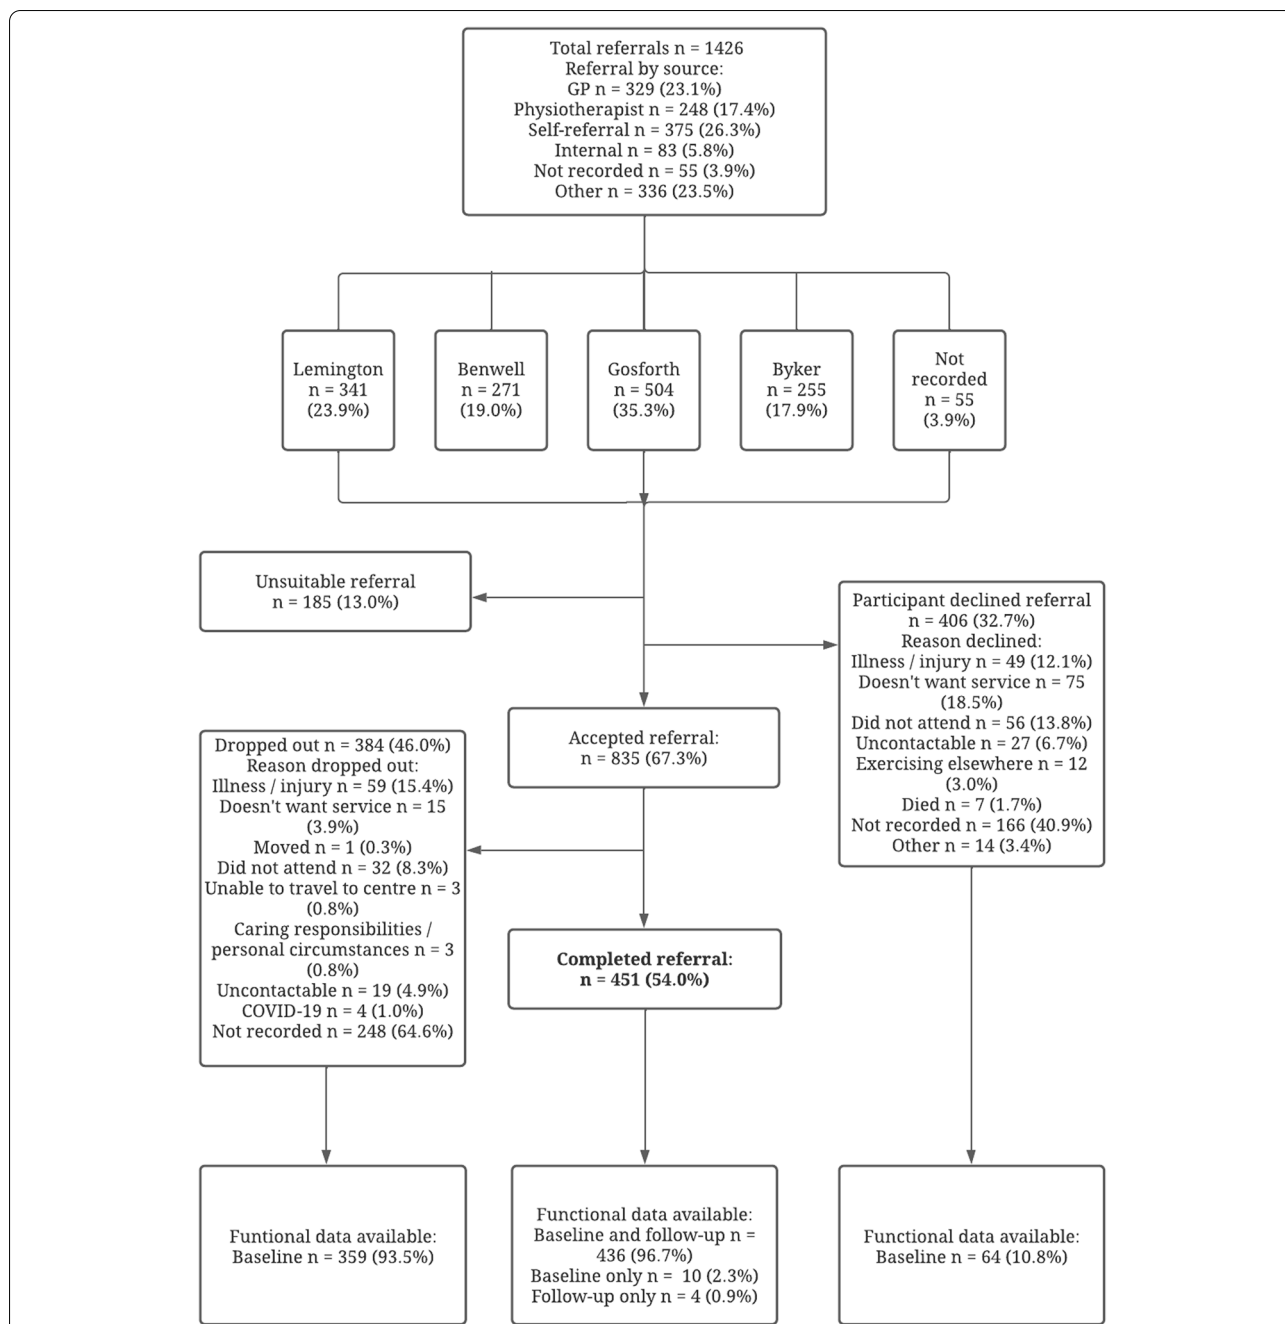 Total referrals n = 1426
Referral by source:
GP n = 329 (23.1%)
Physiotherapist n = 248 (17.4%)
Self-referral n = 375 (26.3%)
Internal n = 83 (5.8%)
Not recorded n = 55 (3.9%)
Other n = 336 (23.5%)
Lemington
n = 341
(23.9%)
Benwell
n = 271
(19.0%)
Gosforth
n = 504
(35.3%)
Byker
n = 255
(17.9%)
Not
recorded
n = 55
(3.9%)
Unsuitable referral
n = 185 (13.0%)
Participant declined referral
n = 406 (32.7%)
Reason declined:
Illness / injury n = 49 (12.1%)
Doesn't want service n = 75
(18.5%)
Did not attend n = 56 (13.8%)
Uncontactable n = 27 (6.7%)
Exercising elsewhere n = 12
(3.0%)
Died n = 7 (1.7%)
Not recorded n = 166 (40.9%)
Other n = 14 (3.4%)
Accepted referral:
n = 835 (67.3%)
Dropped out n = 384 (46.0%)
Reason dropped out:
Illness / injury n = 59 (15.4%)
Doesn't want service n = 15
(3.9%)
Moved n = 1 (0.3%)
Did not attend n = 32 (8.3%)
Unable to travel to centre n = 3
(0.8%)
Caring responsibilities /
personal circumstances n = 3
(0.8%)
Uncontactable n = 19 (4.9%)
COVID-19 n = 4 (1.0%)
Not recorded n = 248 (64.6%)
Completed referral:
n = 451 (54.0%)
Funtional data available:
Baseline n = 359 (93.5%)
Functional data available:
Baseline and follow-up n =
436 (96.7%)
Baseline only n =  10 (2.3%)
Follow-up only n = 4 (0.9%)
Functional data available:
Baseline n = 64 (10.8%)